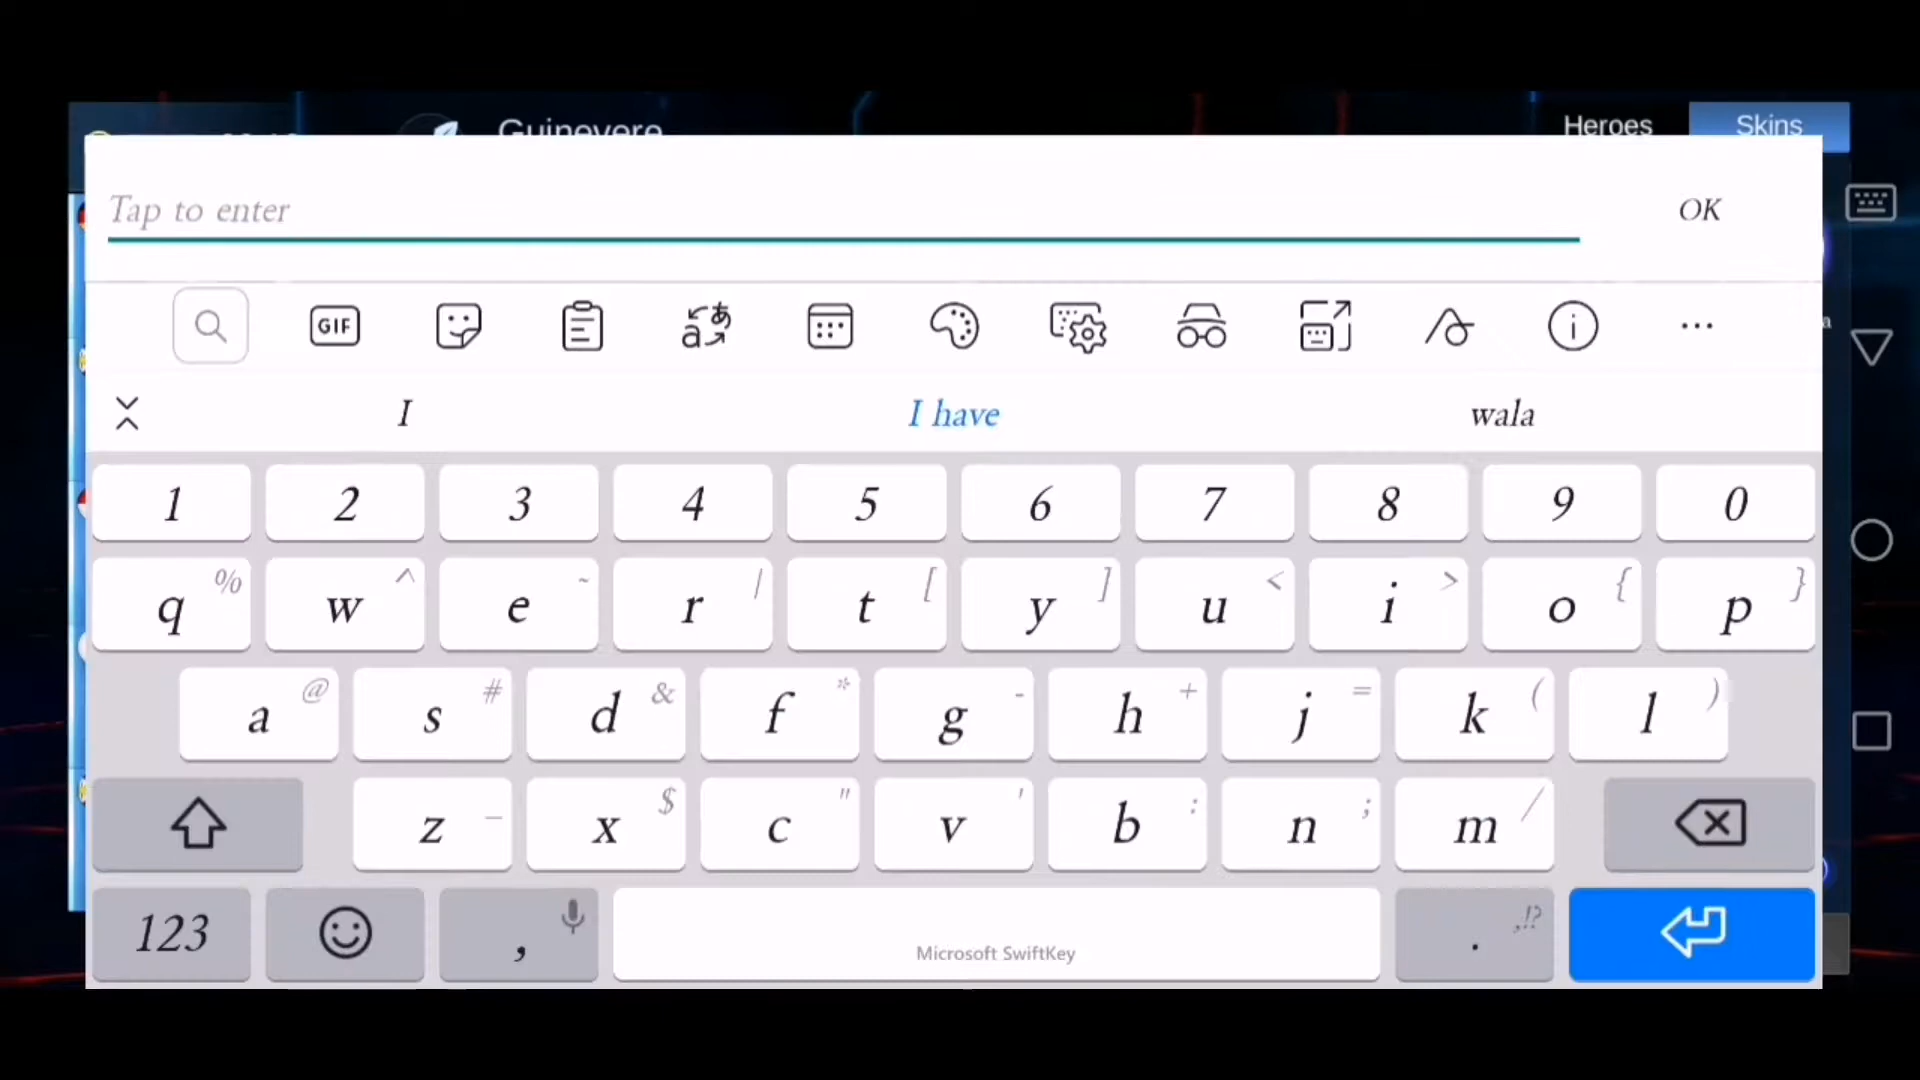 Guinevere
Heroes Skins
Tap to enter OK
GIF a あ
I I have wala
1 2 3 4 5 6 7 8 9 0
q % w ^ e ~ r | t [ y ] u < i > o { p }
a @ s # d & f * g - h + j = k ( l )
z _ x $ c " v ' b : n ; m /
123 , . ,!?
Microsoft SwiftKey